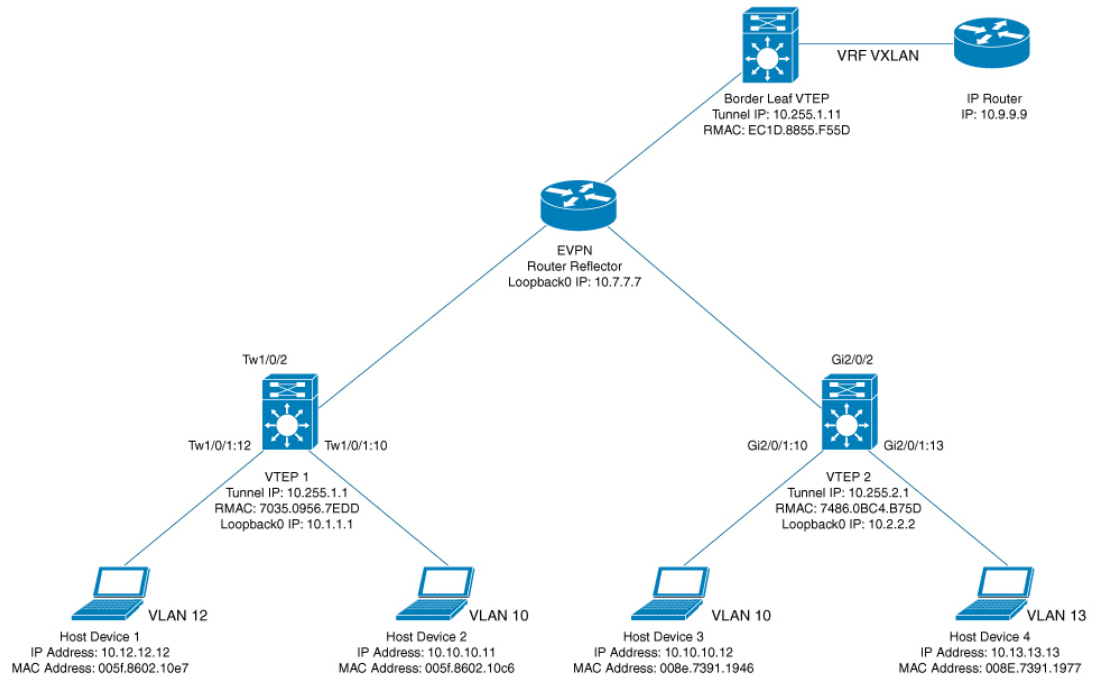 VRF VXLAN
Border Leaf VTEP
Tunnel IP: 10.255.1.11
RMAC: EC1D.8855.F55D
IP Router
IP: 10.9.9.9
EVPN
Router Reflector
Loopback0 IP: 10.7.7.7
Tw1/0/2
Gi2/0/2
Tw1/0/1:12
Tw1/0/1:10
Gi2/0/1:10
Gi2/0/1:13
VTEP 1
Tunnel IP: 10.255.1.1
RMAC: 7035.0956.7EDD
Loopback0 IP: 10.1.1.1
VTEP 2
Tunnel IP: 10.255.2.1
RMAC: 7486.0BC4.B75D
Loopback0 IP: 10.2.2.2
VLAN 12
Host Device 1
IP Address: 10.12.12.12
MAC Address: 005f.8602.10e7
VLAN 10
Host Device 2
IP Address: 10.10.10.11
MAC Address: 005f.8602.10c6
VLAN 10
Host Device 3
IP Address: 10.10.10.12
MAC Address: 008e.7391.1946
VLAN 13
Host Device 4
IP Address: 10.13.13.13
MAC Address: 008E.7391.1977